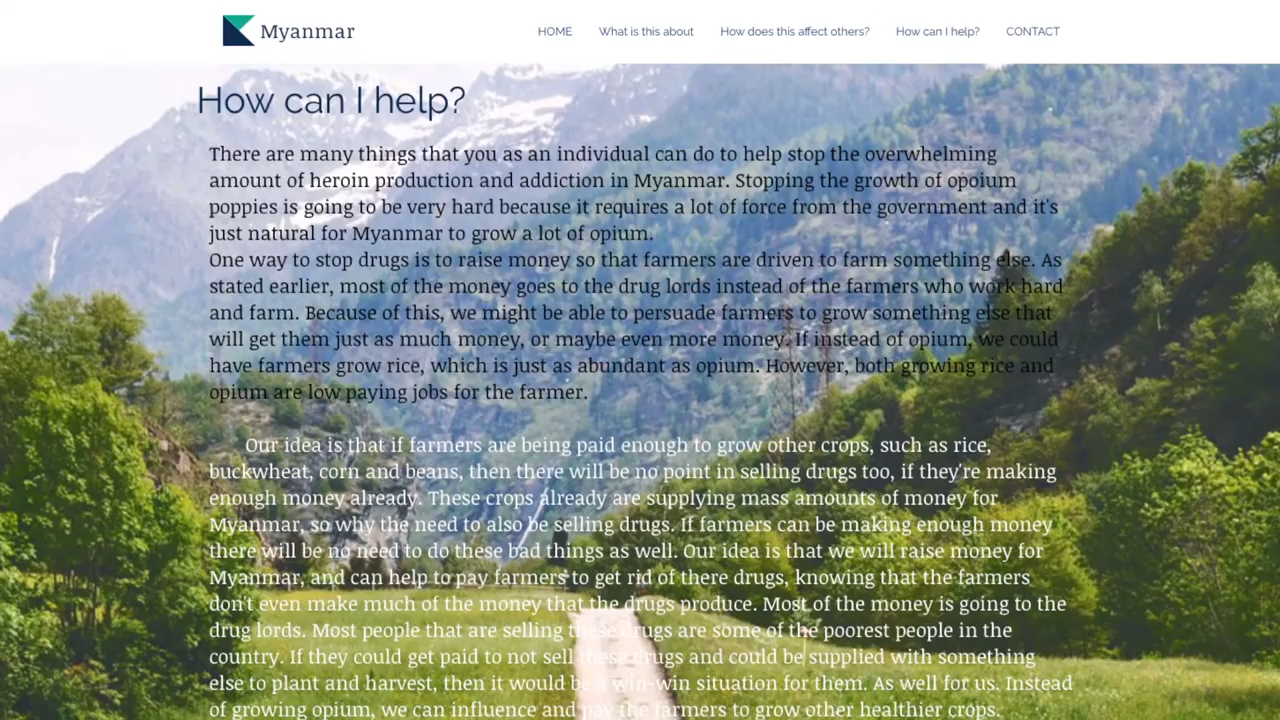 Myanmar
HOME What is this about How does this affect others? How can I help? CONTACT
How can I help?
There are many things that you as an individual can do to help stop the overwhelming
amount of heroin production and addiction in Myanmar. Stopping the growth of opoium
poppies is going to be very hard because it requires a lot of force from the government and it's
just natural for Myanmar to grow a lot of opium.
One way to stop drugs is to raise money so that farmers are driven to farm something else. As
stated earlier, most of the money goes to the drug lords instead of the farmers who work hard
and farm. Because of this, we might be able to persuade farmers to grow something else that
will get them just as much money, or maybe even more money. If instead of opium, we could
have farmers grow rice, which is just as abundant as opium. However, both growing rice and
opium are low paying jobs for the farmer.
Our idea is that if farmers are being paid enough to grow other crops, such as rice,
buckwheat, corn and beans, then there will be no point in selling drugs too, if they're making
enough money already. These crops already are supplying mass amounts of money for
Myanmar, so why the need to also be selling drugs. If farmers can be making enough money
there will be no need to do these bad things as well. Our idea is that we will raise money for
Myanmar, and can help to pay farmers to get rid of there drugs, knowing that the farmers
don't even make much of the money that the drugs produce. Most of the money is going to the
drug lords. Most people that are selling these drugs are some of the poorest people in the
country. If they could get paid to not sell these drugs and could be supplied with something
else to plant and harvest, then it would be a win-win situation for them. As well for us. Instead
of growing opium, we can influence and pay the farmers to grow other healthier crops.